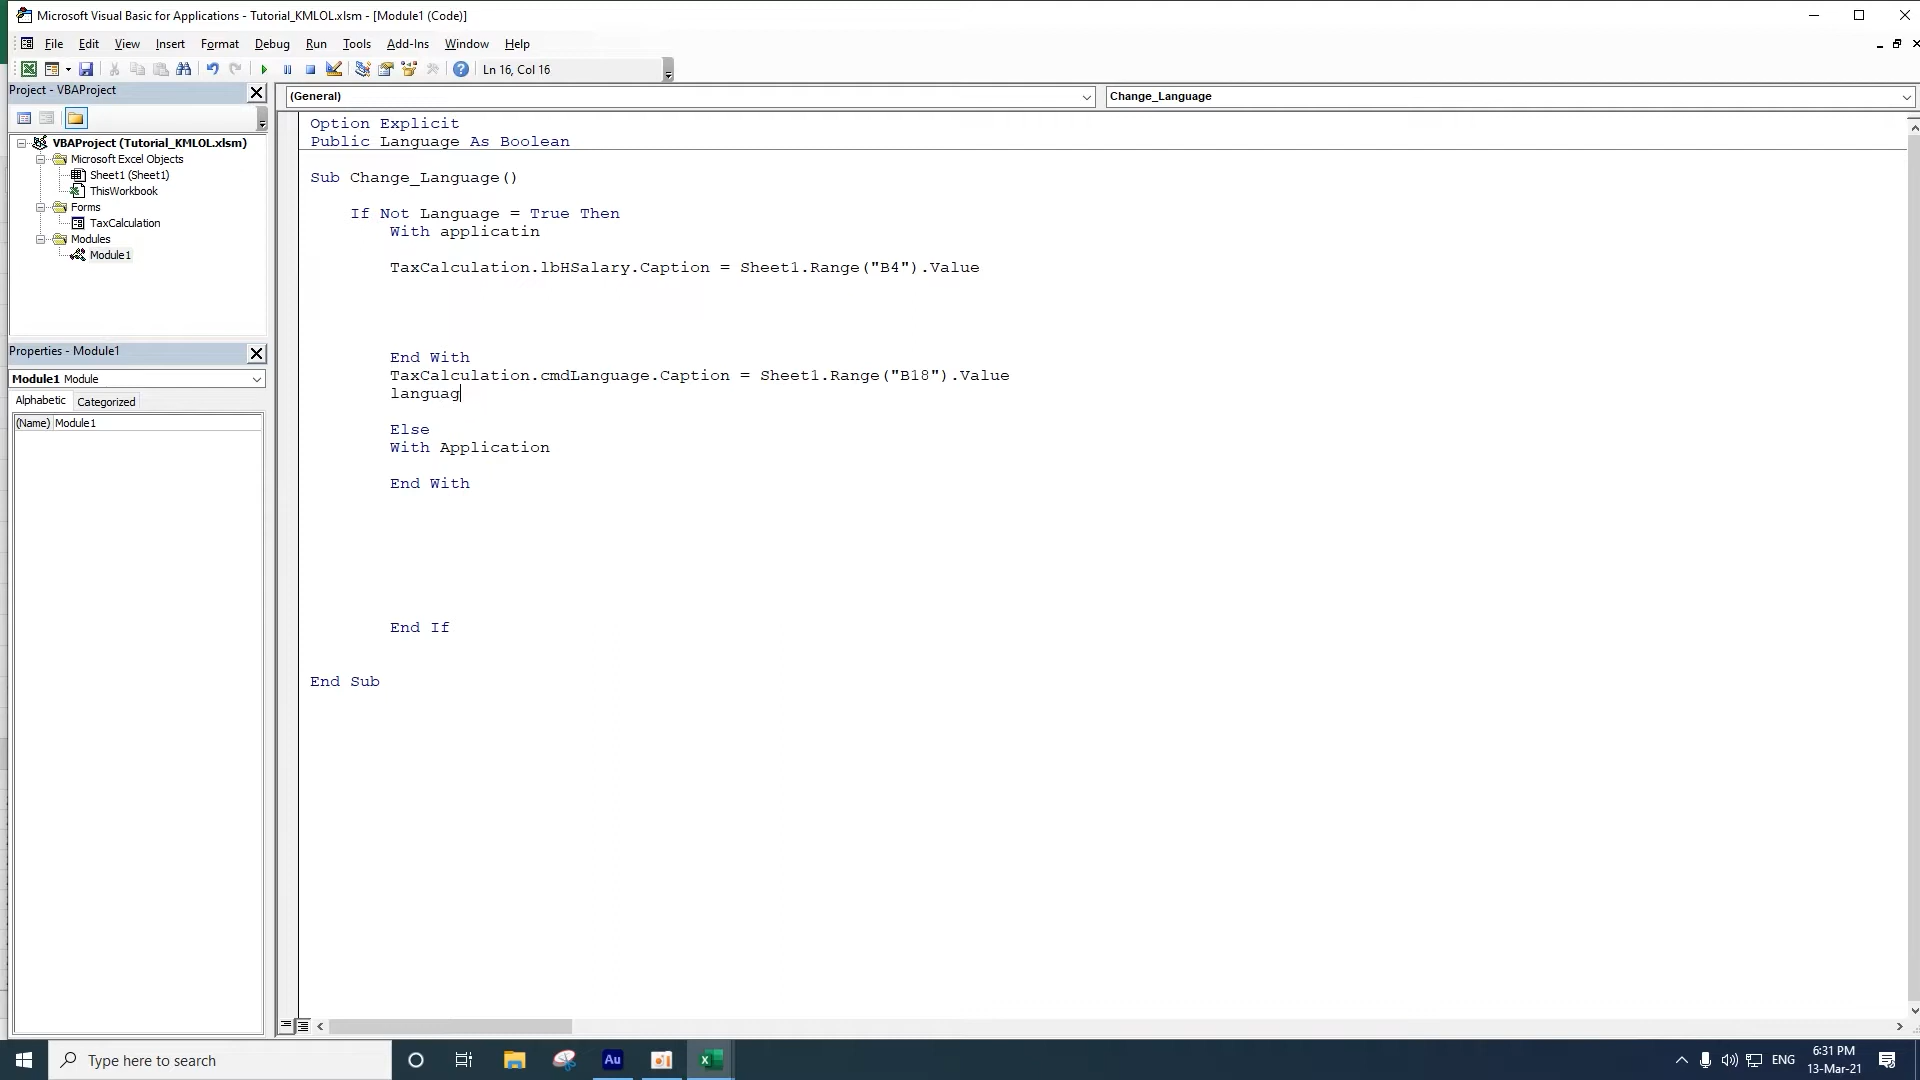 Microsoft Visual Basic for Applications - Tutorial_KMLOL.xlsm - [Module1 (Code)]
File Edit View Insert Format Debug Run Tools Add-Ins Window Help
Ln 16, Col 16
Project - VBAProject
(General)
Change_Language
VBAProject (Tutorial_KMLOL.xlsm)
Microsoft Excel Objects
Sheet1 (Sheet1)
ThisWorkbook
Forms
TaxCalculation
Modules
Module1
Properties - Module1
Module1 Module
Alphabetic Categorized
(Name) Module1
Option Explicit
Public Language As Boolean
Sub Change_Language()
If Not Language = True Then
With applicatin
TaxCalculation.lbHSalary.Caption = Sheet1.Range("B4").Value
End With
TaxCalculation.cmdLanguage.Caption = Sheet1.Range("B18").Value
languag
Else
With Application
End With
End If
End Sub
Type here to search
Au
ENG
6:31 PM
13-Mar-21